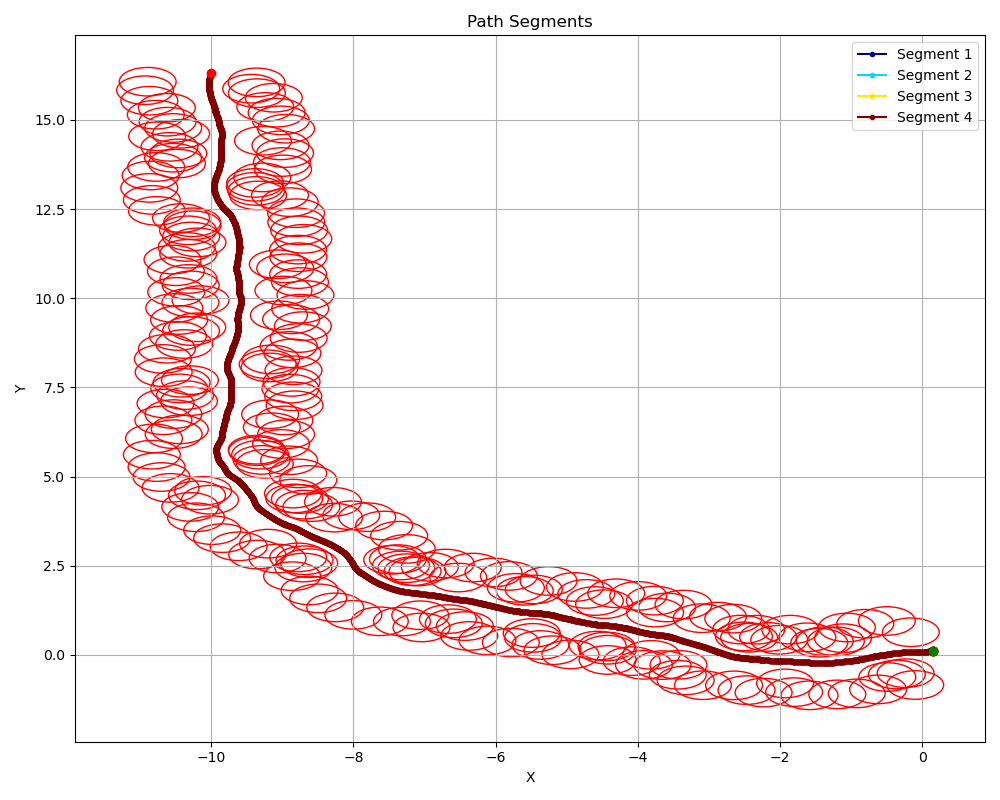 Path Segments
Segment 1
Segment 2
Segment 3
Segment 4
15.0
12.5
10.0
7.5
5.0
2.5
0.0
Y
−10
−8
−6
−4
−2
0
X